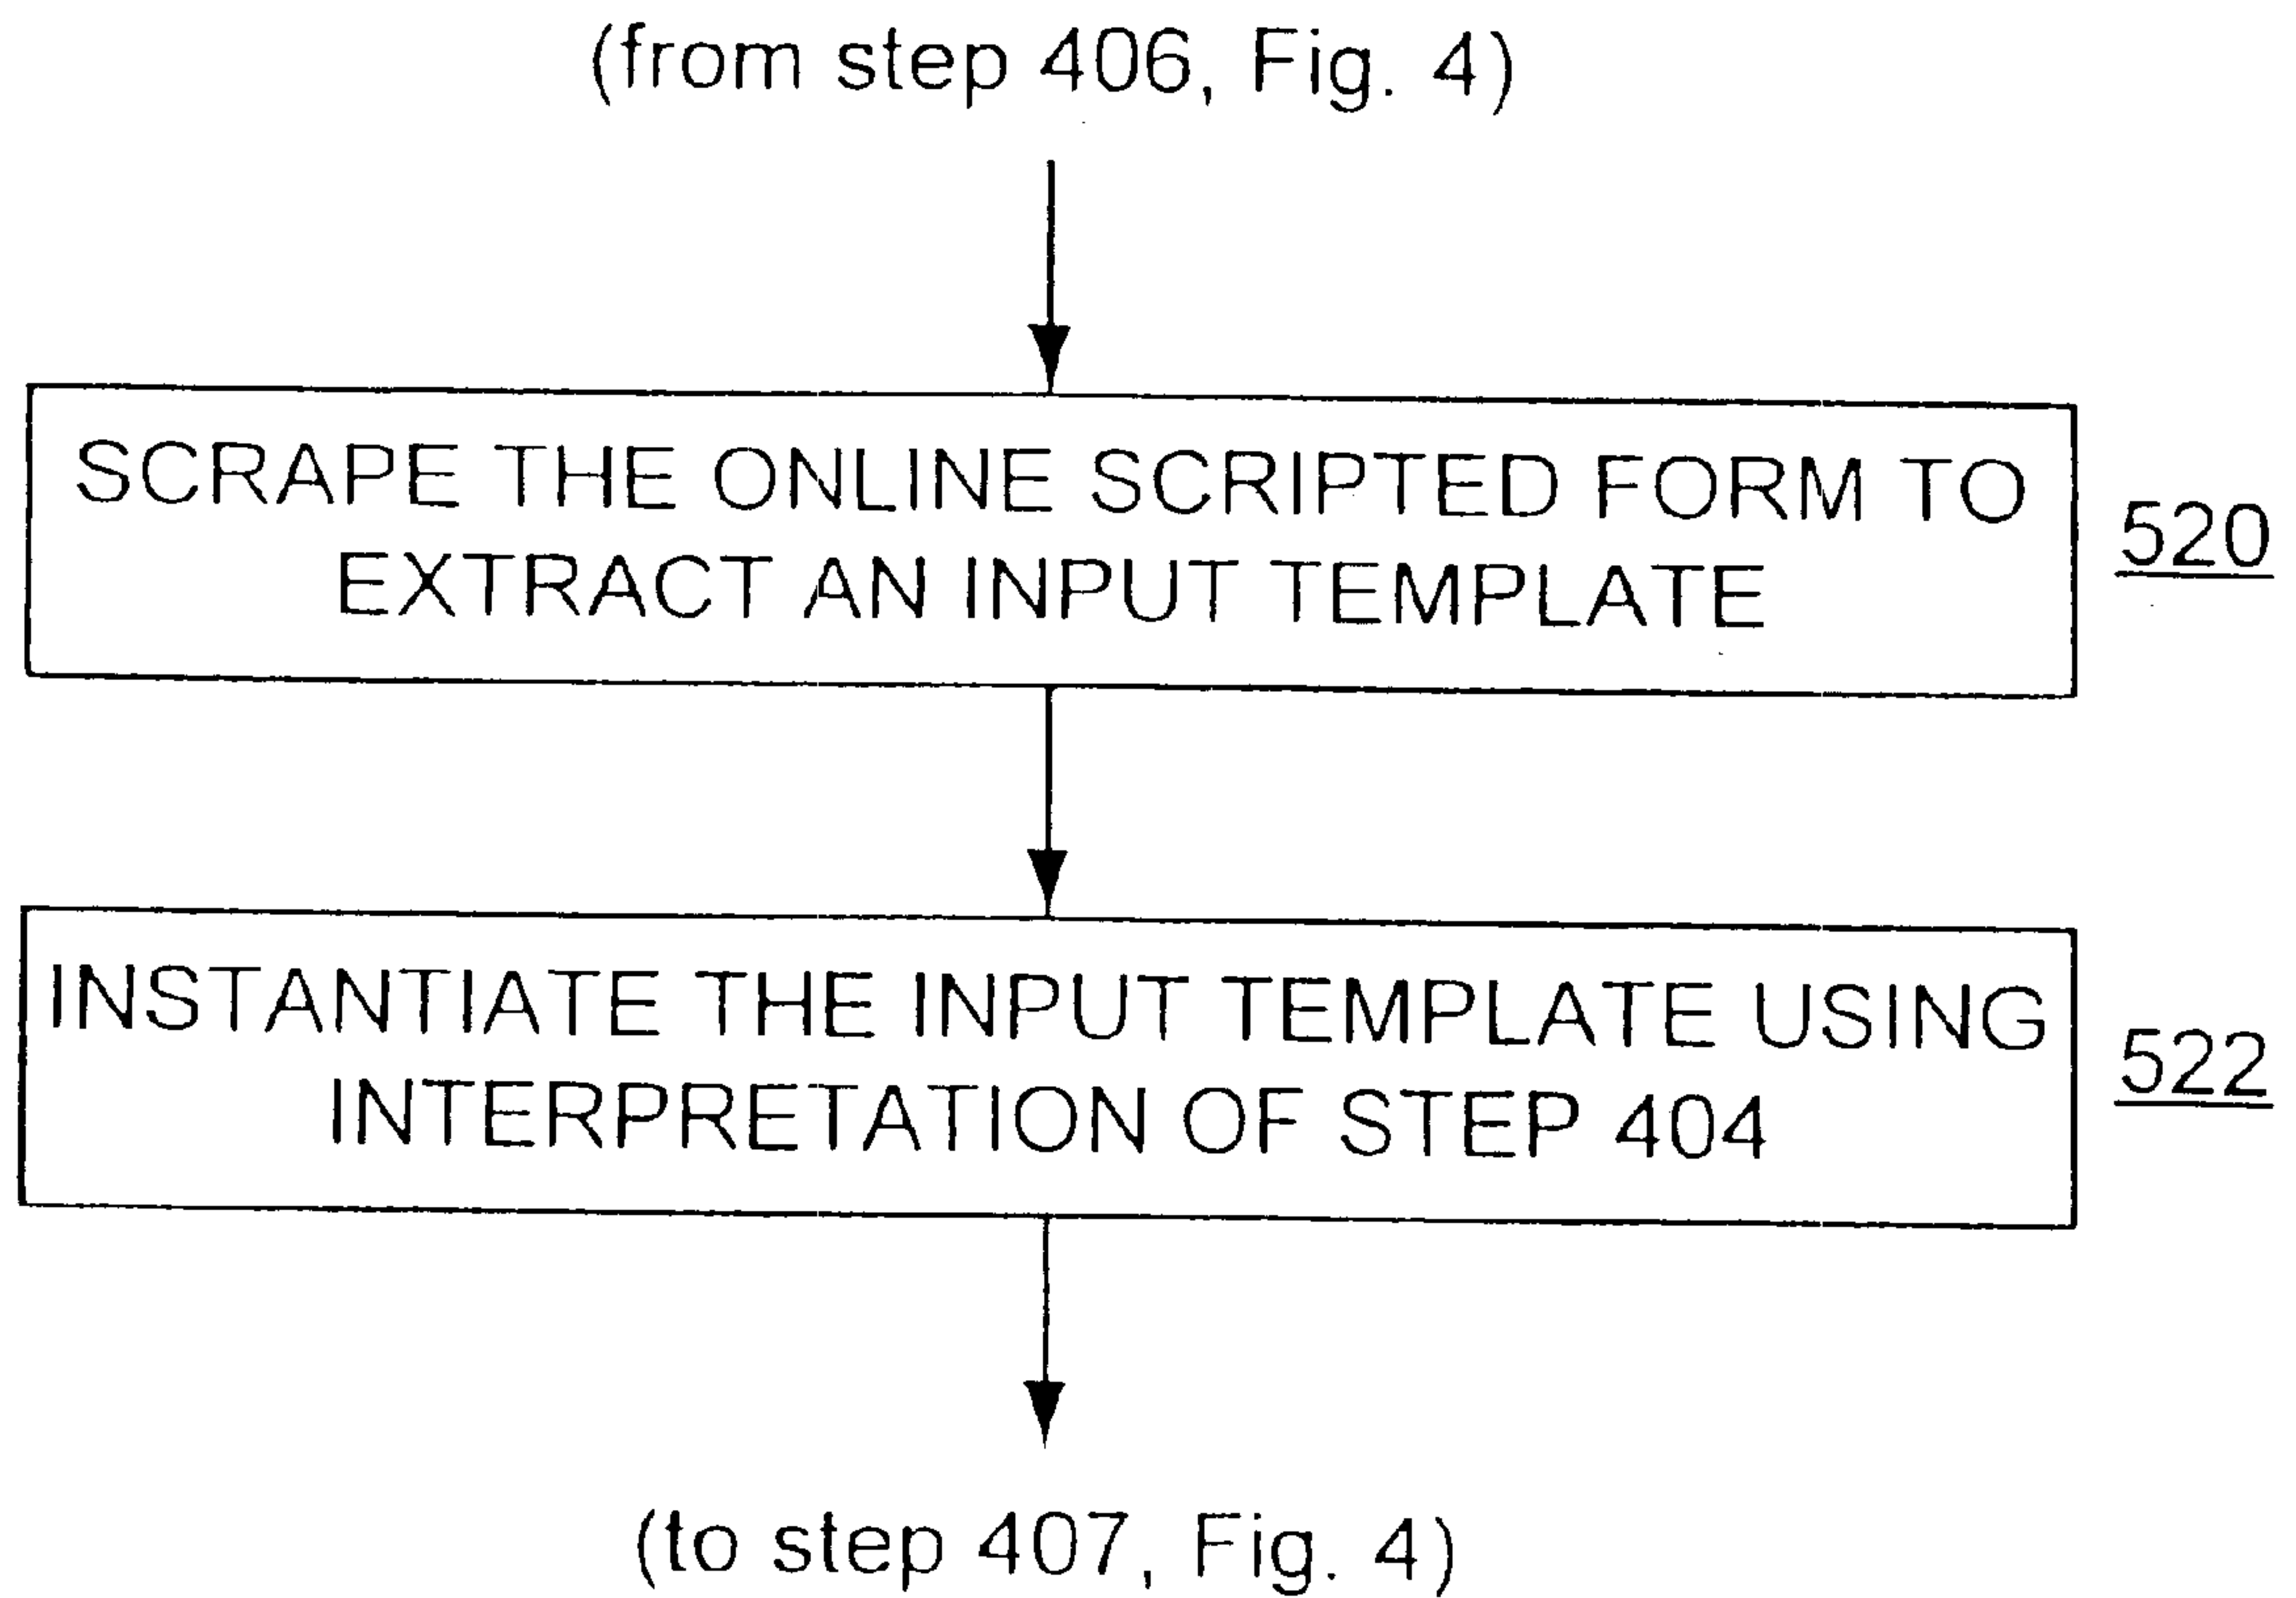 (from step 406, Fig. 4)
SCRAPE THE ONLINE SCRIPTED FORM TO
EXTRACT AN INPUT TEMPLATE
520
INSTANTIATE THE INPUT TEMPLATE USING
INTERPRETATION OF STEP 404
522
(to step 407, Fig. 4)